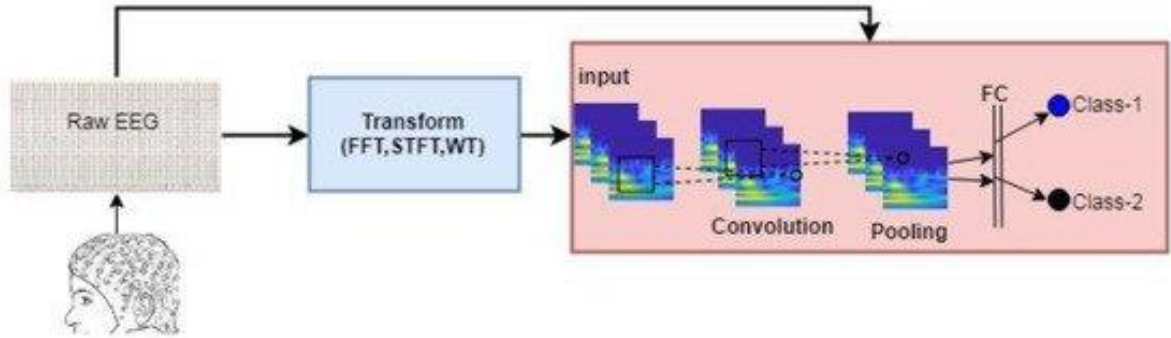 Raw EEG
Transform
(FFT,STFT,WT)
input
Convolution
Pooling
FC
Class-1
Class-2